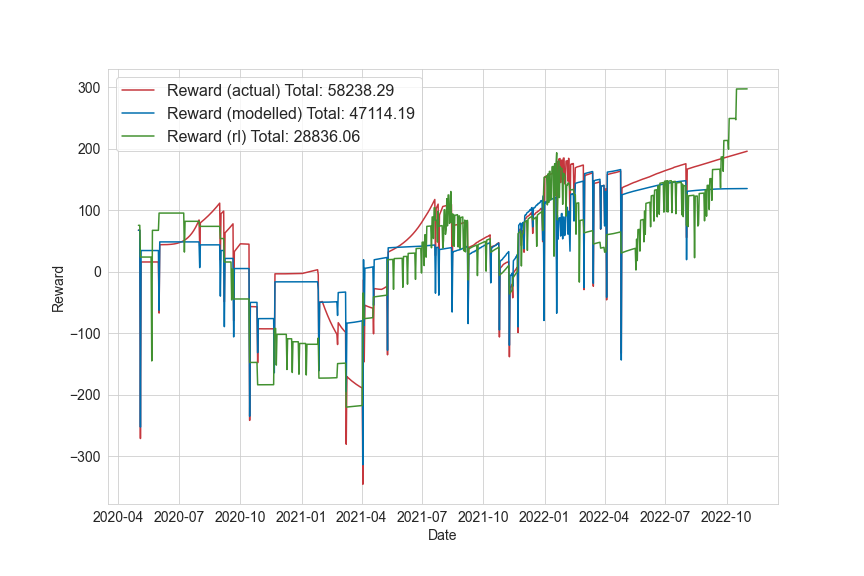 Reward (actual) Total: 58238.29
Reward (modelled) Total: 47114.19
Reward (rl) Total: 28836.06
300
200
100
0
−100
−200
−300
Reward
2020-04 2020-07 2020-10 2021-01 2021-04 2021-07 2021-10 2022-01 2022-04 2022-07 2022-10
Date